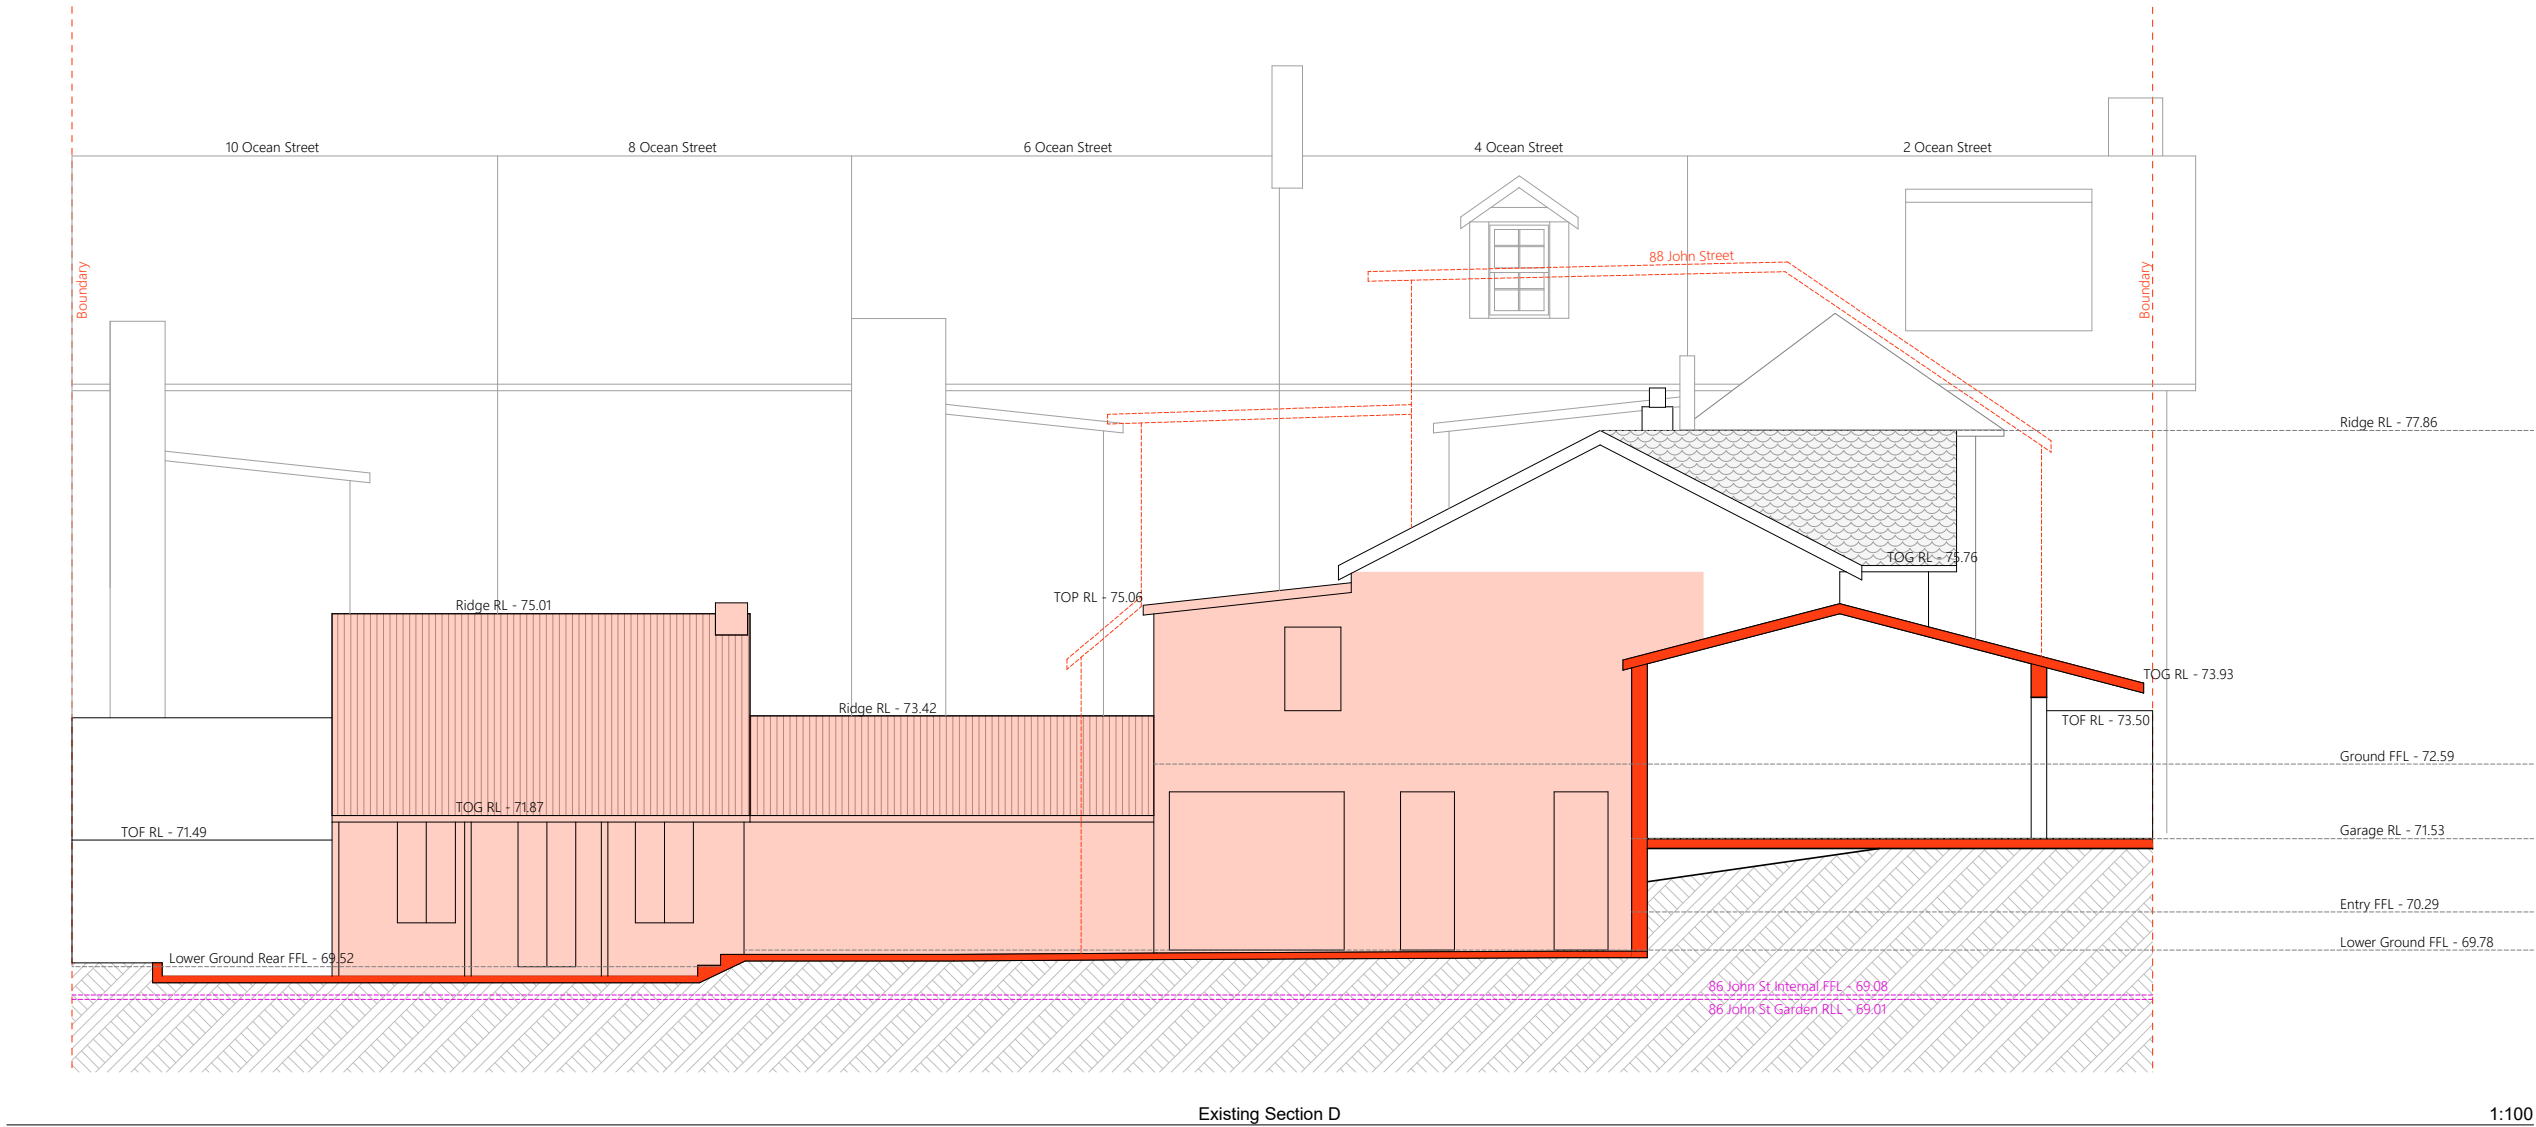 10 Ocean Street
8 Ocean Street
6 Ocean Street
4 Ocean Street
2 Ocean Street
88 John Street
Boundary
Boundary
Ridge RL - 77.86
TOG RL - 75.76
TOP RL - 75.06
Ridge RL - 75.01
TOG RL - 73.93
Ridge RL - 73.42
TOF RL - 73.50
Ground FFL - 72.59
TOG RL - 71.87
TOF RL - 71.49
Garage RL - 71.53
Entry FFL - 70.29
Lower Ground FFL - 69.78
Lower Ground Rear FFL - 69.52
86 John St Internal FFL - 69.08
86 John St Garden RLL - 69.01
Existing Section D
1:100